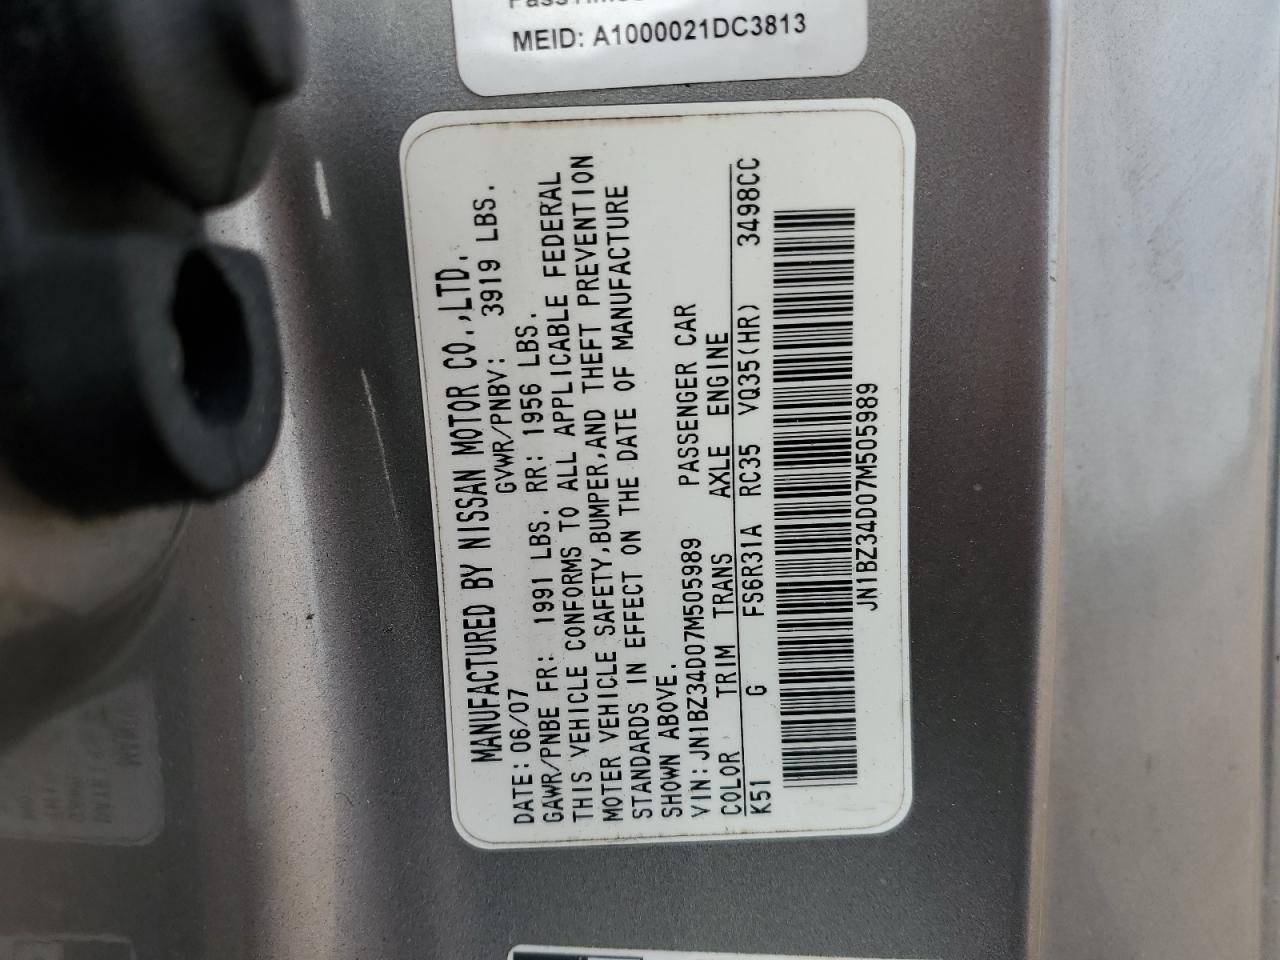 MEID: A1000021DC3813
MANUFACTURED BY NISSAN MOTOR CO.,LTD.
DATE: 06/07 GVWR/PNBV: 3919 LBS.
GAWR/PNBE FR: 1991 LBS. RR: 1956 LBS.
THIS VEHICLE CONFORMS TO ALL APPLICABLE FEDERAL
MOTER VEHICLE SAFETY,BUMPER,AND THEFT PREVENTION
STANDARDS IN EFFECT ON THE DATE OF MANUFACTURE
SHOWN ABOVE.
VIN: JN1BZ34D07M505989 PASSENGER CAR
COLOR TRIM TRANS AXLE ENGINE
K51 G FS6R31A RC35 VQ35(HR) 3498CC
JN1BZ34D07M505989